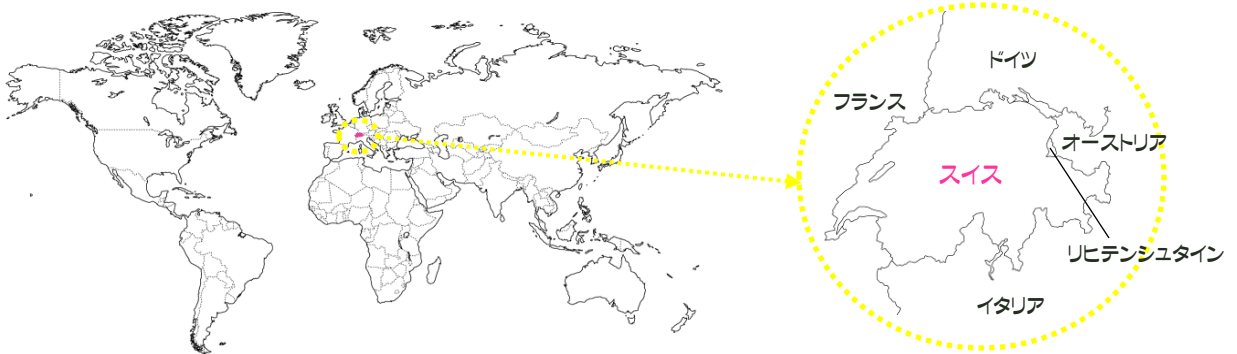 ドイツ
フランス
オーストリア
スイス
リヒテンシュタイン
イタリア